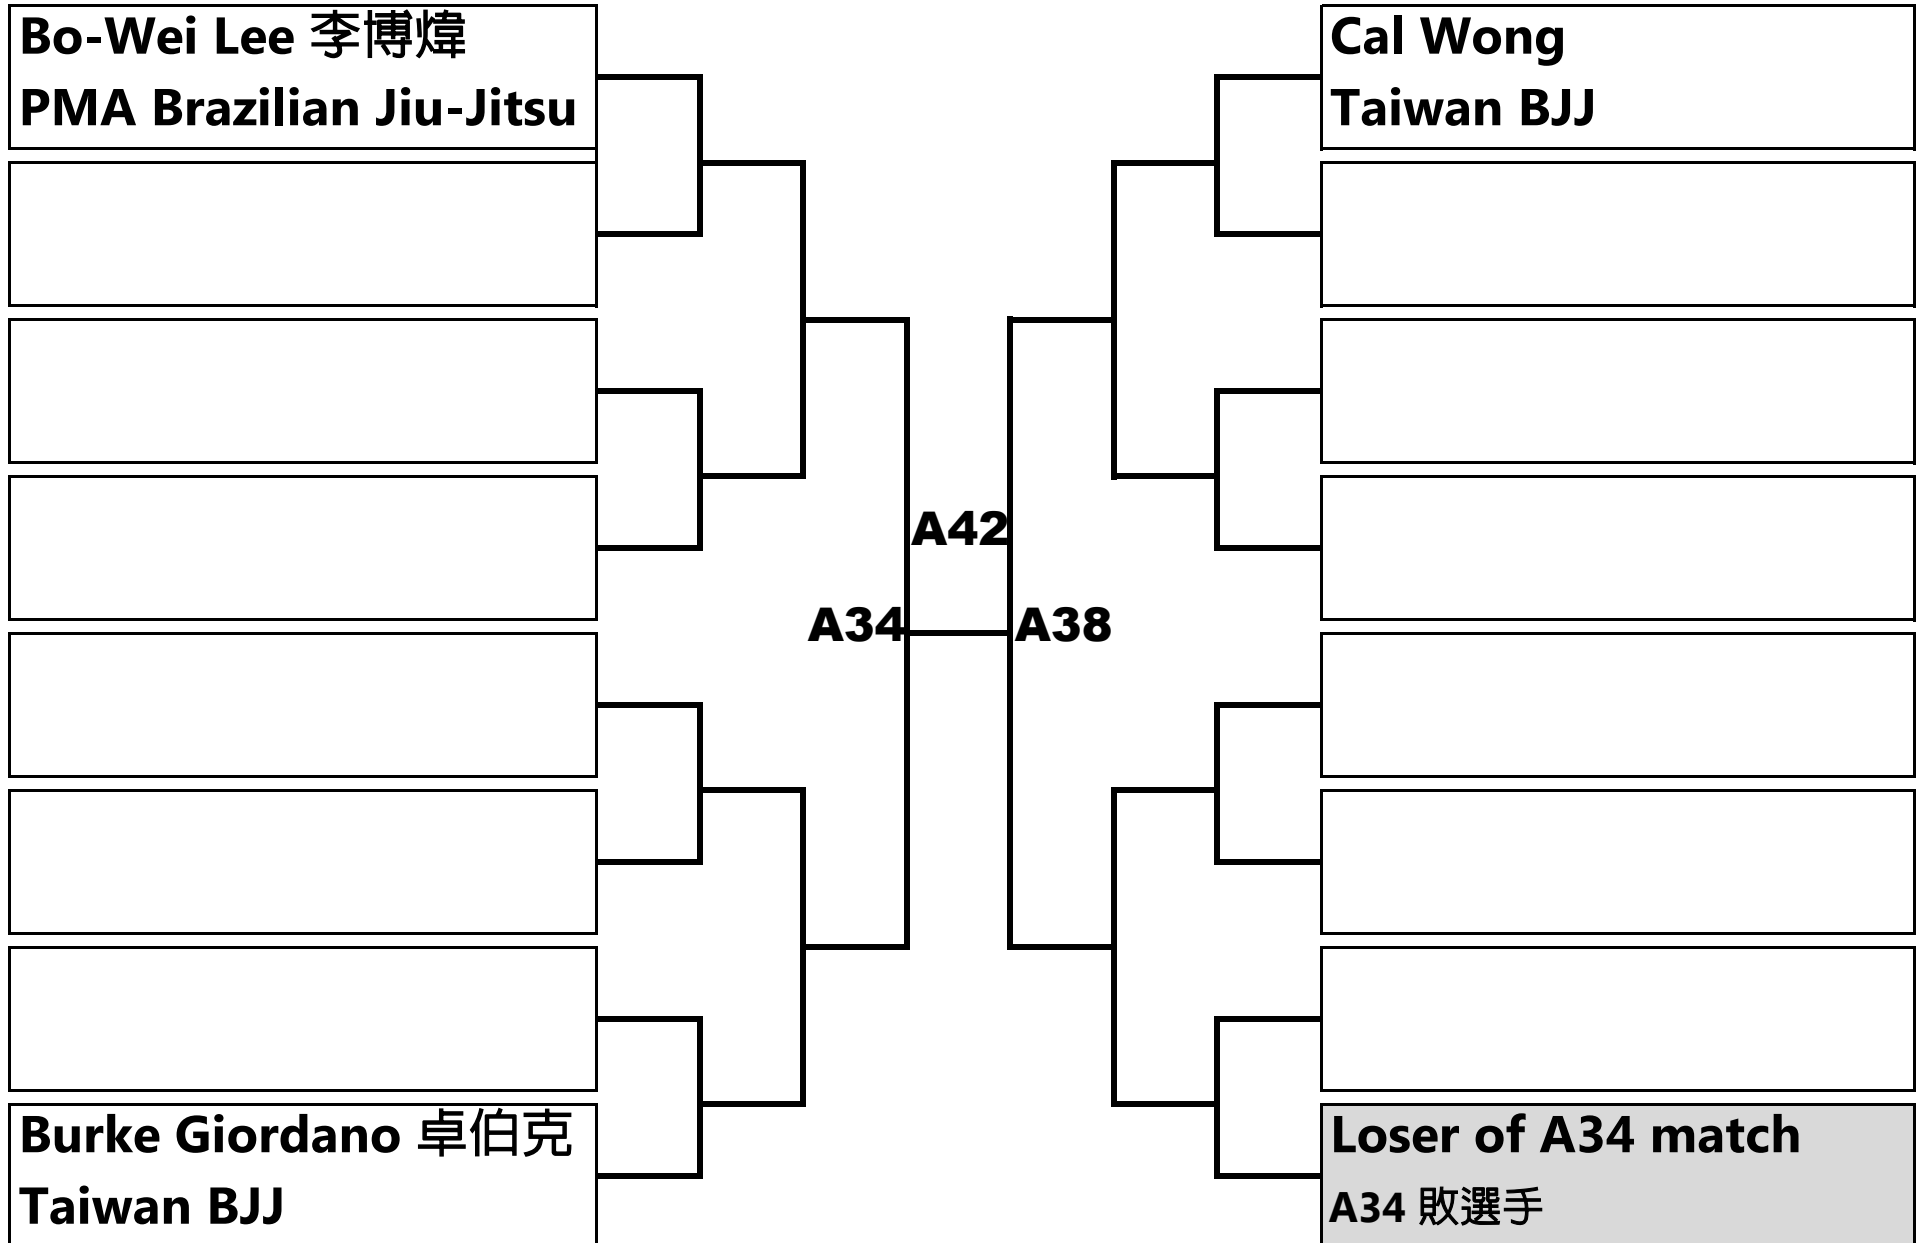 Bo-Wei Lee 李博煒
PMA Brazilian Jiu-Jitsu
Cal Wong
Taiwan BJJ
A42
A34
A38
Burke Giordano 卓伯克
Taiwan BJJ
Loser of A34 match
A34 敗選手